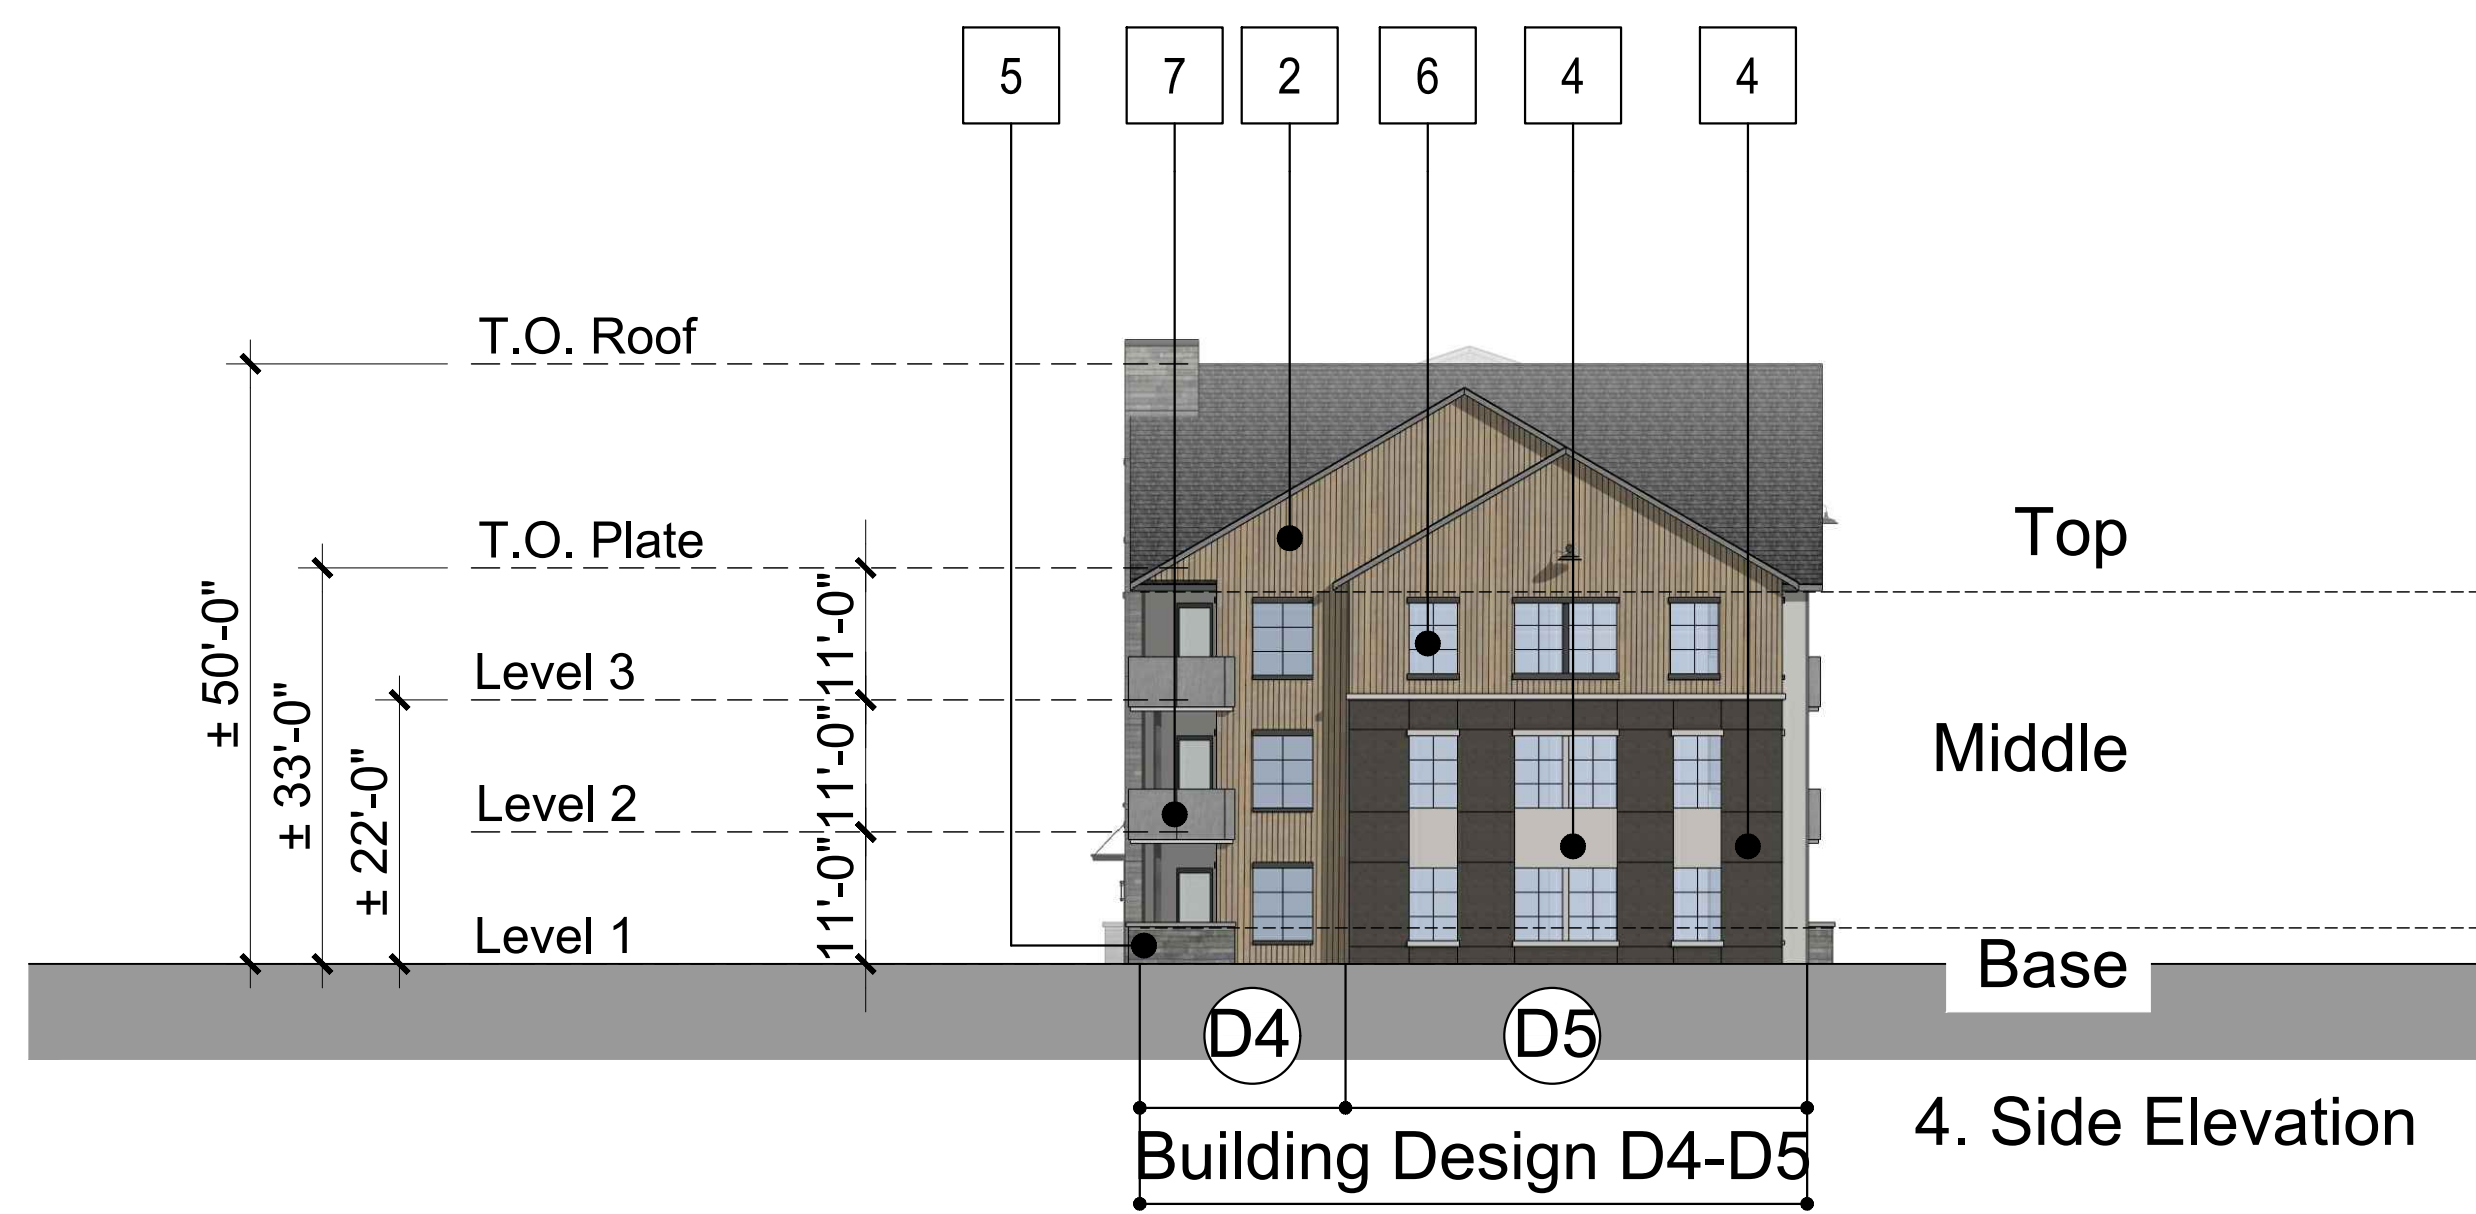 5 7 2 6 4 4
T.O. Roof
T.O. Plate
Top
± 50'-0"
± 33'-0"
± 22'-0"
11'-0"
11'-0"
11'-0"
Level 3
Middle
Level 2
Level 1
Base
D4 D5
Building Design D4-D5
4. Side Elevation